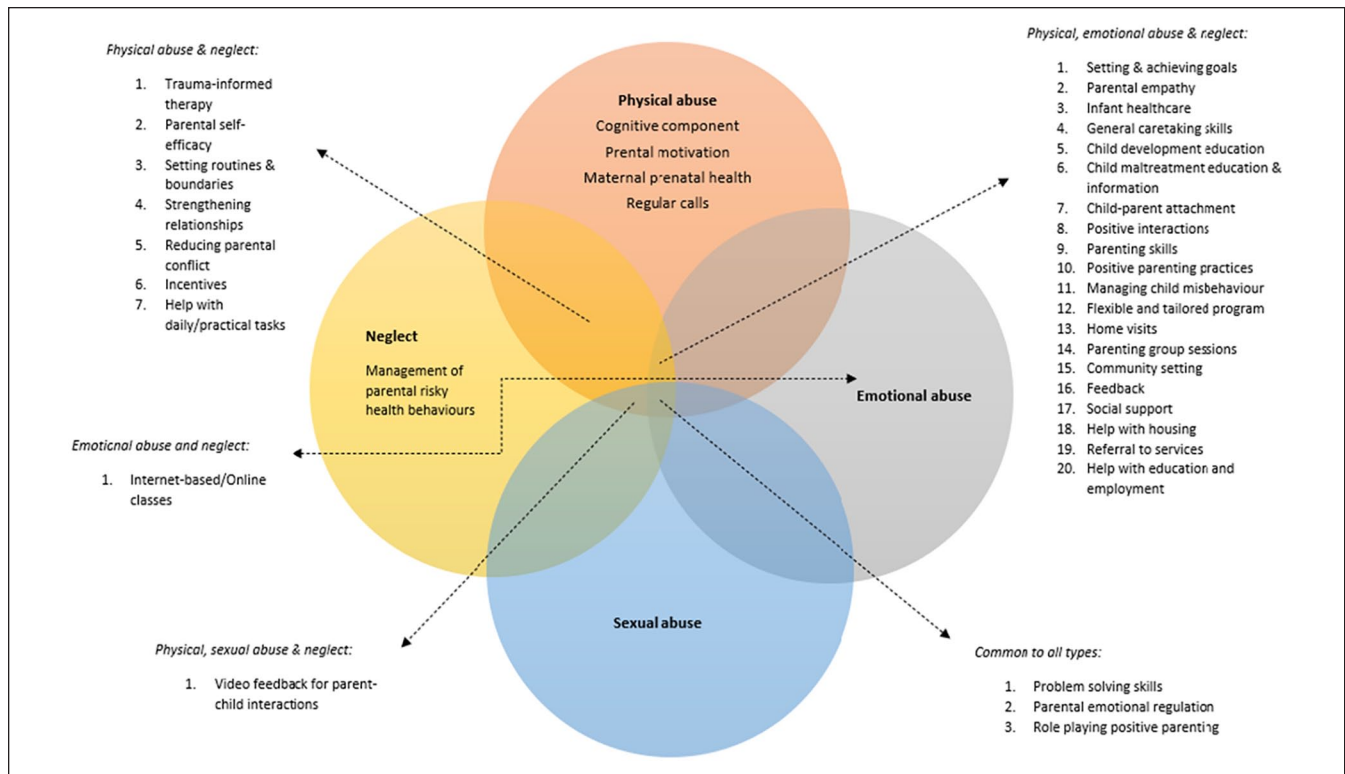 Fhysical abuse & neglect:
1. Trauma-informed
therapy
2. Parental self-
efficacy
3. Setting routines &
boundaries
4. Strengthening
relationships
5. Reducing parental
conflict
6. Incentives
7. Help with
daily/practical tasks
Physical abuse
Cognitive component
Prental motivation
Maternal prenatal health
Regular calls
Physical, emotional abuse & neglect:
1. Setting & achieving goals
2. Parental empathy
3. Infant healthcare
4. General caretaking skills
5. Child development education
6. Child maltreatment education &
information
7. Child-parent attachment
8. Positive interactions
9. Parenting skills
10. Positive parenting practices
11. Managing child misbehaviour
12. Flexible and tailored program
13. Home visits
14. Parenting group sessions
15. Community setting
16. Feedback
17. Social support
18. Help with housing
19. Referral to services
20. Help with education and
employment
Neglect
Management of
parental risky
health behaviours
Emotional abuse
Emoticnal abuse and neglect:
1. Internet-based/Online
classes
Sexual abuse
Physical, sexual abuse & neglect:
1. Video feedback for parent-
child interactions
Common to all types:
1. Problem solving skills
2. Parental emotional regulation
3. Role playing positive parenting